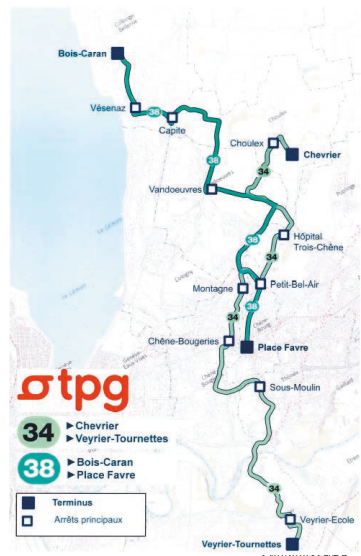 Bois-Caran
Vésenaz
38
Capite
Choulex
Choulex
Chevrier
34
38
Vandoeuvres
38
Hôpital
Trois-Chêne
34
Montagne
Petit-Bel-Air
38
34
Chêne-Bougeries
Place Favre
Sous-Moulin
tpg
34
Chevrier
Veyrier-Tournettes
38
Bois-Caran
Place Favre
Terminus
Arrêts principaux
34
Veyrier-Ecole
Veyrier-Tournettes